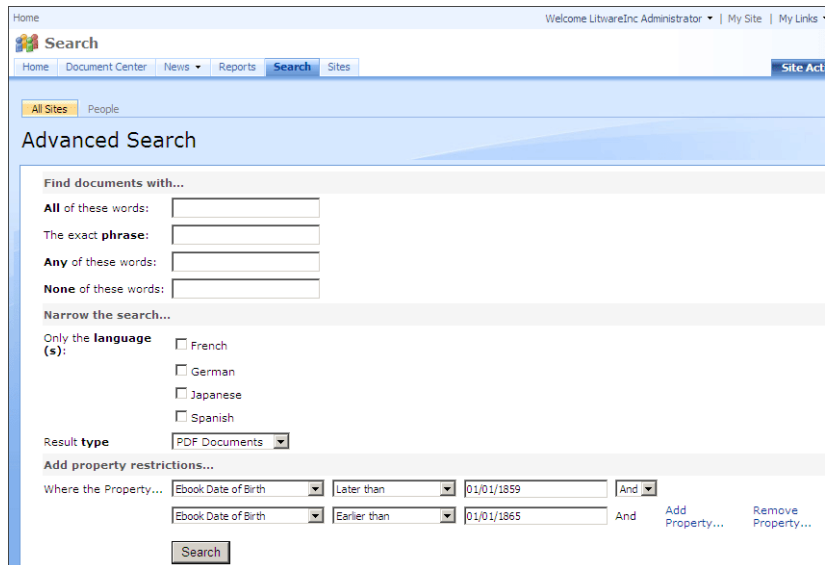 Home Welcome LitwareInc Administrator | My Site | My Links
Search
Home Document Center News Reports Search Sites Site Act
All Sites People
Advanced Search
Find documents with...
All of these words:
The exact phrase:
Any of these words:
None of these words:
Narrow the search...
Only the language
(s):
French
German
Japanese
Spanish
Result type PDF Documents
Add property restrictions...
Where the Property... Ebook Date of Birth Later than 01/01/1859 And
Ebook Date of Birth Earlier than 01/01/1865 And Add Property... Remove Property...
Search